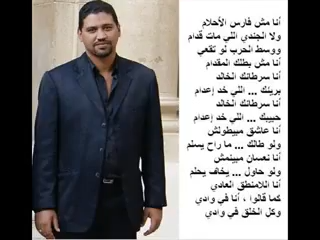 أنا مش فارس الأحلام
ولا الجندي اللي مات قدام
ووسط الحرب لو تقعي
أنا مش بطلك المقدام
أنا سرطانك الخالد
بريئك ... اللي خد إعدام
أنا سرطانك الخالد
حبيبك ... اللي خد إعدام
أنا عاشق مبيطولش
ولو طالك ... ما راح يسلم
أنا نعسان مبينمش
ولو حاول ... يخاف يحلم
أنا اللامنطق العادي
كما قالوا ، أنا في وادي
وكل الخلق في وادي